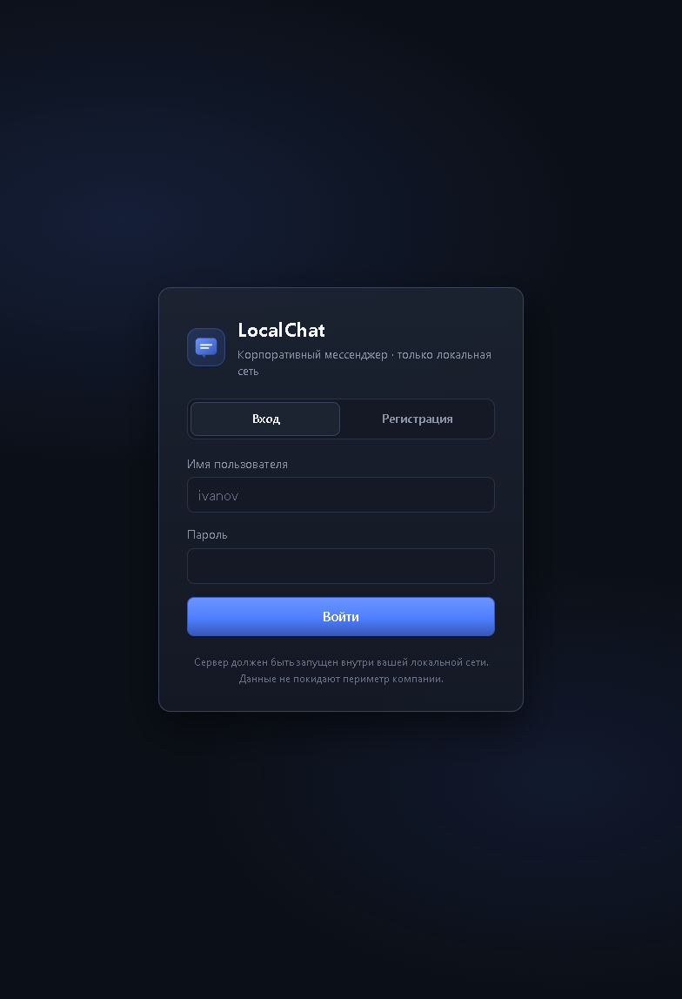 LocalChat
Корпоративный мессенджер · только локальная
сеть
Вход
Регистрация
Имя пользователя
ivanov
Пароль
Войти
Сервер должен быть запущен внутри вашей локальной сети.
Данные не покидают периметр компании.